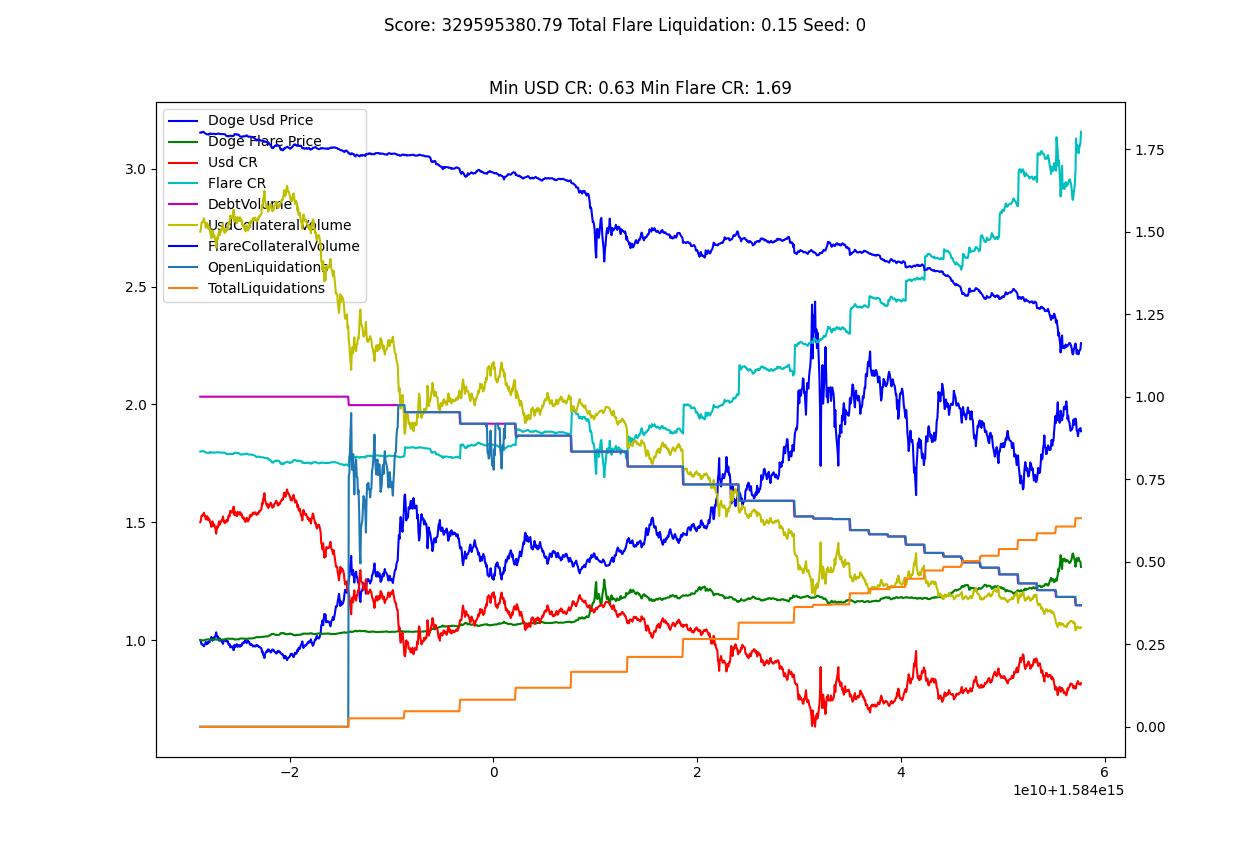 Score: 329595380.79 Total Flare Liquidation: 0.15 Seed: 0
Min USD CR: 0.63 Min Flare CR: 1.69
Doge Usd Price
Doge Flare Price
Usd CR
Flare CR
DebtVolume
UsdCollateralVolume
FlareCollateralVolume
OpenLiquidations
TotalLiquidations
3.0
2.5
2.0
1.5
1.0
1.75
1.50
1.25
1.00
0.75
0.50
0.25
0.00
−2 0 2 4 6
1e10+1.584e15